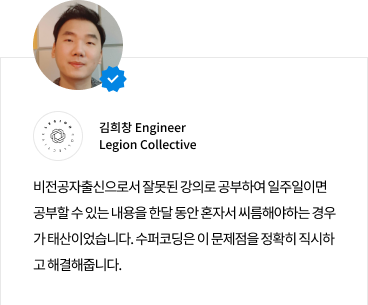 김희창 Engineer
Legion Collective
비전공자출신으로서 잘못된 강의로 공부하여 일주일이면
공부할 수 있는 내용을 한달 동안 혼자서 씨름해야하는 경우
가 태산이었습니다. 수퍼코딩은 이 문제점을 정확히 직시하
고 해결해줍니다.